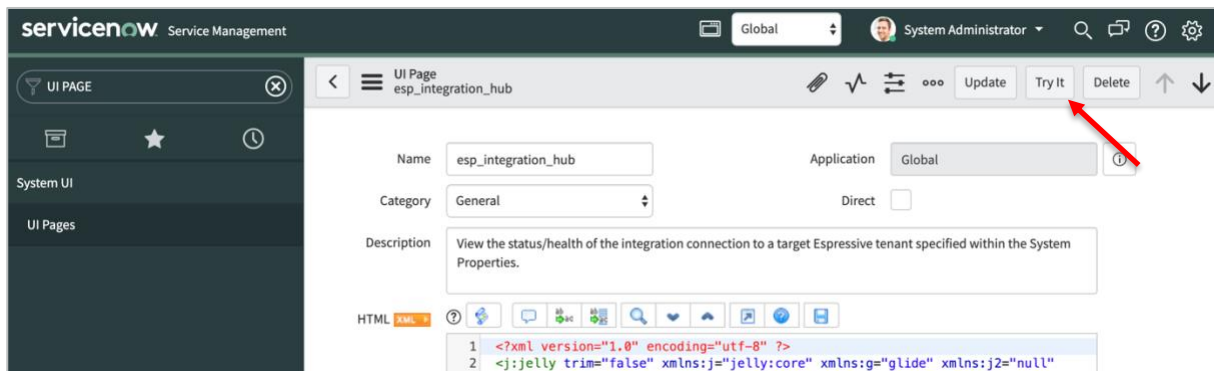 servicenow Service Management
Global
System Administrator
UI PAGE
System UI
UI Pages
UI Page
esp_integration_hub
Update
Try It
Delete
Name
esp_integration_hub
Application
Global
Category
General
Direct
Description
View the status/health of the integration connection to a target Espressive tenant specified within the System
Properties.
HTML XML
1 <?xml version="1.0" encoding="utf-8" ?>
2 <j:jelly trim="false" xmlns:j="jelly:core" xmlns:g="glide" xmlns:j2="null"